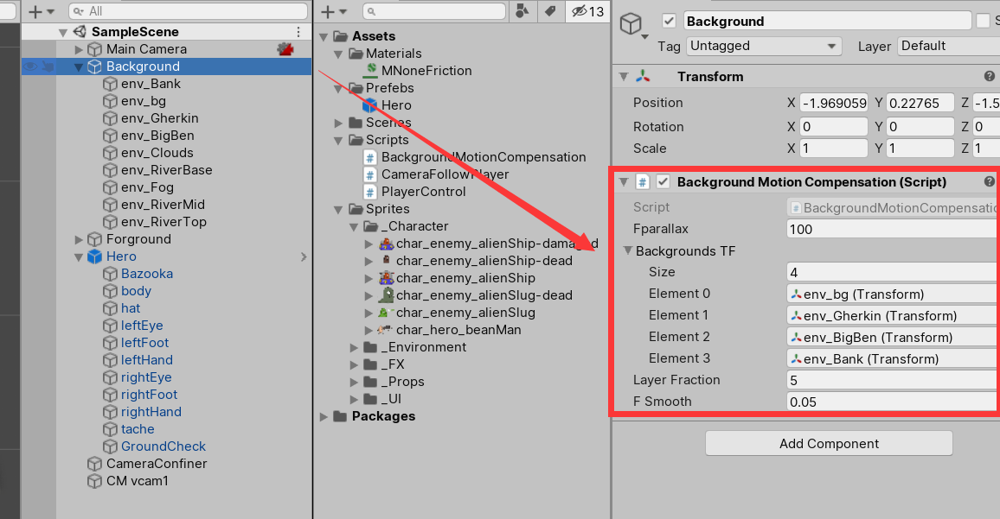 All
SampleScene
Main Camera
Background
env_Bank
env_bg
env_Gherkin
env_BigBen
env_Clouds
env_RiverBase
env_Fog
env_RiverMid
env_RiverTop
Forground
Hero
Bazooka
body
hat
leftEye
leftFoot
leftHand
rightEye
rightFoot
rightHand
tache
GroundCheck
CameraConfiner
CM vcam1
13
Assets
Materials
MNoneFriction
Prefebs
Hero
Scenes
Scripts
BackgroundMotionCompensation
CameraFollowPlayer
PlayerControl
Sprites
_Character
char_enemy_alienShip-damaged
char_enemy_alienShip-dead
char_enemy_alienShip
char_enemy_alienSlug-dead
char_enemy_alienSlug
char_hero_beanMan
_Environment
_FX
_Props
_UI
Packages
Background S
Tag Untagged Layer Default
Transform
Position X -1.969059 Y 0.22765 Z -1.5
Rotation X 0 Y 0 Z 0
Scale X 1 Y 1 Z 1
Background Motion Compensation (Script)
Script # BackgroundMotionCompensatio
Fparallax 100
Backgrounds TF
Size 4
Element 0 env_bg (Transform)
Element 1 env_Gherkin (Transform)
Element 2 env_BigBen (Transform)
Element 3 env_Bank (Transform)
Layer Fraction 5
F Smooth 0.05
Add Component